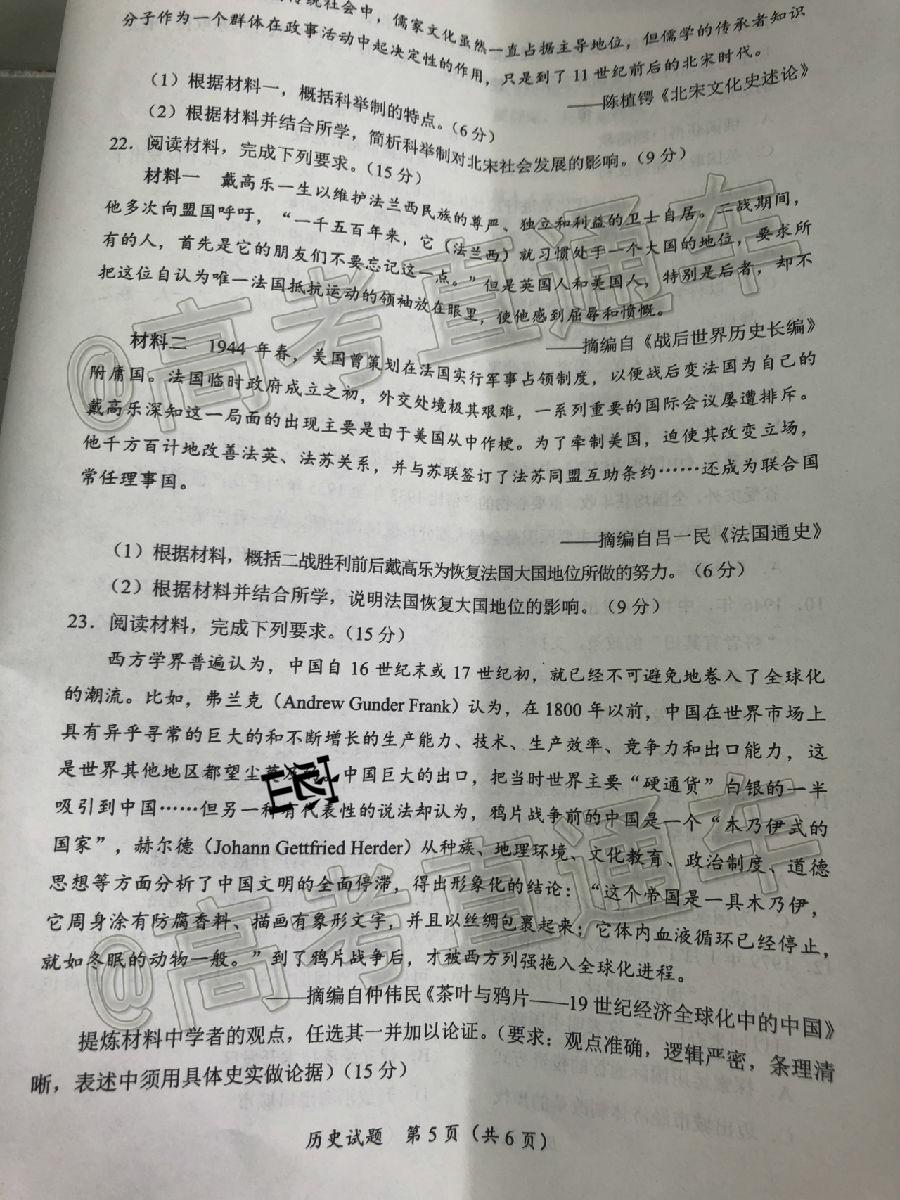 传统社会中，儒家文化虽然一直占据主导地位，但儒学的传承者知识
分子作为一个群体在政事活动中起决定性的作用，只是到了11世纪前后的北宋时代。
——陈植锷《北宋文化史述论》
（1）根据材料一，概括科举制的特点。（6分）
（2）根据材料并结合所学，简析科举制对北宋社会发展的影响。（9分）
22．阅读材料，完成下列要求。（15分）
材料一 戴高乐一生以维护法兰西民族的尊严、独立和利益的卫士自居。二战期间，
他多次向盟国呼吁，“一千五百年来，它（法兰西）就习惯处于一个大国的地位，要求所
有的人，首先是它的朋友们不要忘记这一点。”但是英国人和美国人，特别是后者，却不
把这位自认为唯一法国抵抗运动的领袖放在眼里，使他感到屈辱和愤慨。
——摘编自《战后世界历史长编》
材料二 1944年春，美国曾策划在法国实行军事占领制度，以便战后变法国为自己的
附庸国。法国临时政府成立之初，外交处境极其艰难，一系列重要的国际会议屡遭排斥。
戴高乐深知这一局面的出现主要是由于美国从中作梗。为了牵制美国，迫使其改变立场，
他千方百计地改善法英、法苏关系，并与苏联签订了法苏同盟互助条约……还成为联合国
常任理事国。
——摘编自吕一民《法国通史》
（1）根据材料，概括二战胜利前后戴高乐为恢复法国大国地位所做的努力。（6分）
（2）根据材料并结合所学，说明法国恢复大国地位的影响。（9分）
23．阅读材料，完成下列要求。（15分）
西方学界普遍认为，中国自16世纪末或17世纪初，就已经不可避免地卷入了全球化
的潮流。比如，弗兰克（Andrew Gunder Frank）认为，在1800年以前，中国在世界市场上
具有异乎寻常的巨大的和不断增长的生产能力、技术、生产效率、竞争力和出口能力，这
是世界其他地区都望尘莫及 中国巨大的出口，把当时世界主要“硬通货”白银的一半
吸引到中国……但另一种有代表性的说法却认为，鸦片战争前的中国是一个“木乃伊式的
国家”，赫尔德（Johann Gettfried Herder）从种族、地理环境、文化教育、政治制度、道德
思想等方面分析了中国文明的全面停滞，得出形象化的结论：“这个帝国是一具木乃伊，
它周身涂有防腐香料、描画有象形文字，并且以丝绸包裹起来；它体内血液循环已经停止，
就如冬眠的动物一般。”到了鸦片战争后，才被西方列强拖入全球化进程。
——摘编自仲伟民《茶叶与鸦片——19世纪经济全球化中的中国》
提炼材料中学者的观点，任选其一并加以论证。（要求：观点准确，逻辑严密，条理清
晰，表述中须用具体史实做论据）（15分）
历史试题 第5页（共6页）
@高考直通车
@高考直通车
密